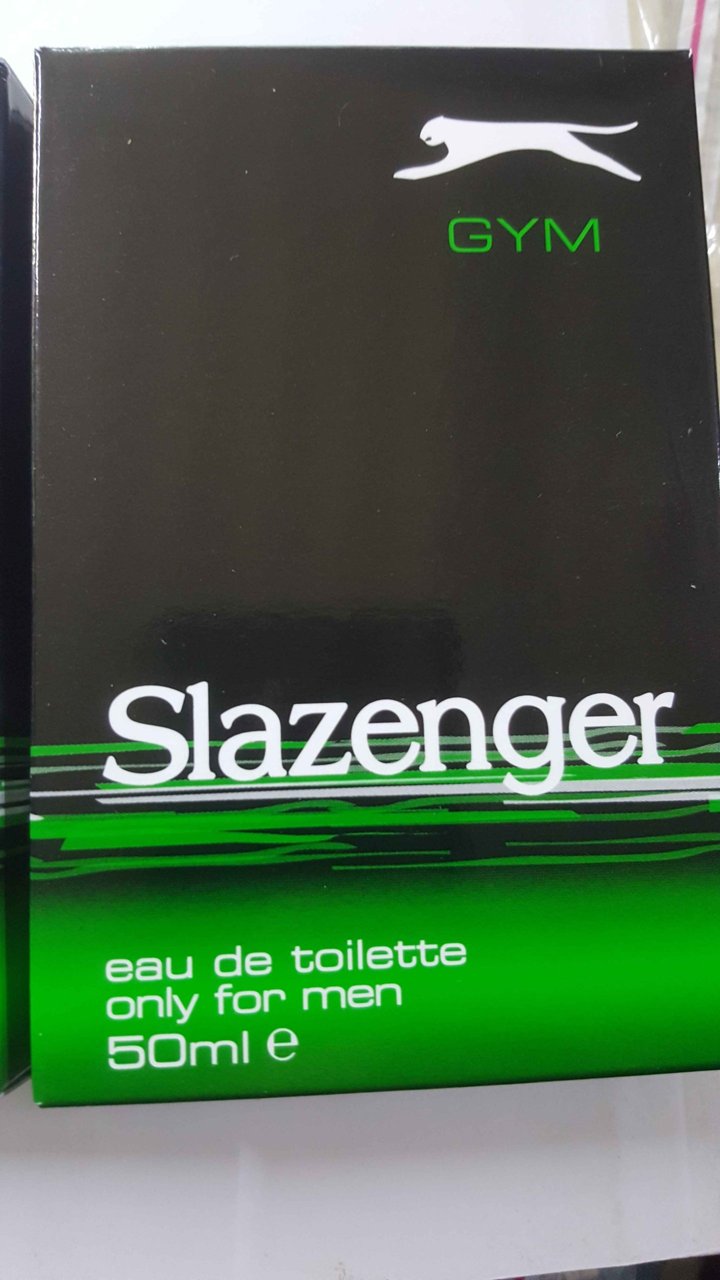 GYM
Slazenger
eau de toilette
only for men
50ml ℮